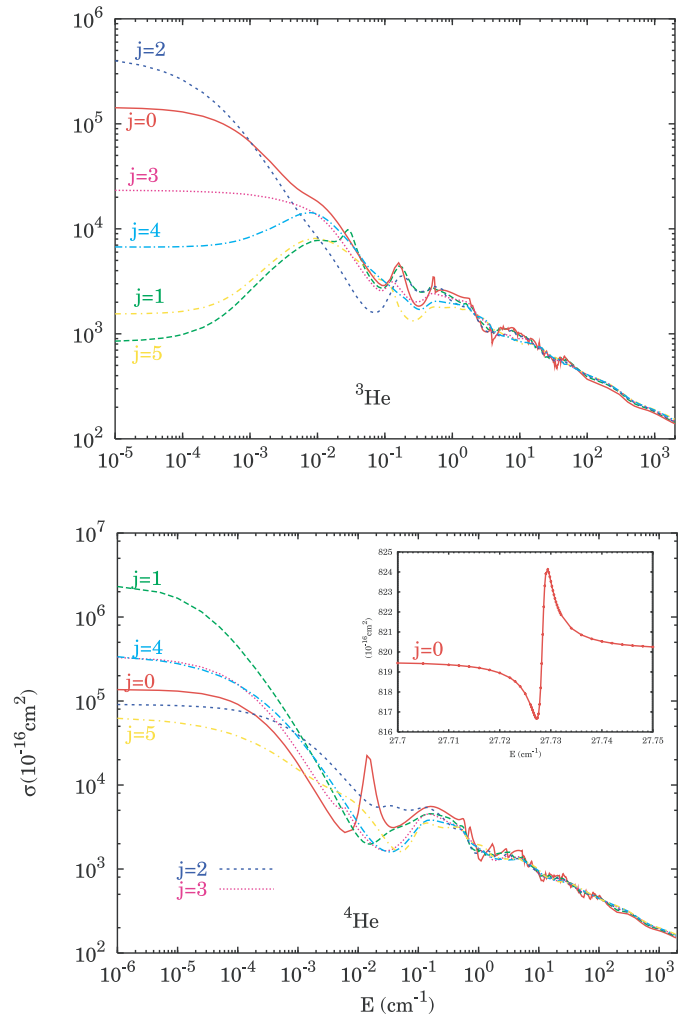 10^6
10^5
10^4
10^3
10^2
j=2
j=0
j=3
j=4
j=1
j=5
^3He
10^-5 10^-4 10^-3 10^-2 10^-1 10^0 10^1 10^2 10^3
10^7
10^6
10^5
10^4
10^3
10^2
σ(10^-16cm^2)
j=1
j=4
j=0
j=5
j=2
j=3
^4He
825
824
823
822
821
820
819
818
817
816
(10^-16cm^2)
j=0
27.7 27.71 27.72 27.73 27.74 27.75
E (cm^-1)
10^-6 10^-5 10^-4 10^-3 10^-2 10^-1 10^0 10^1 10^2 10^3
E (cm^-1)